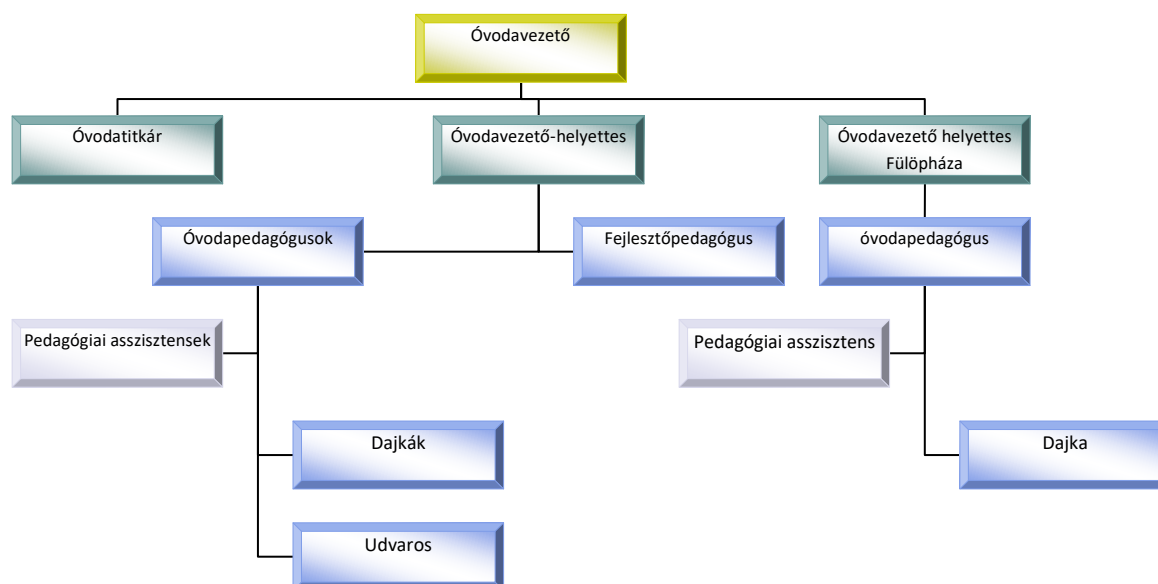 Óvodavezető
Óvodatitkár
Óvodavezető-helyettes
Óvodavezető helyettes
Fülöpháza
Óvodapedagógusok
Fejlesztőpedagógus
óvodapedagógus
Pedagógiai asszisztensek
Pedagógiai asszisztens
Dajkák
Dajka
Udvaros